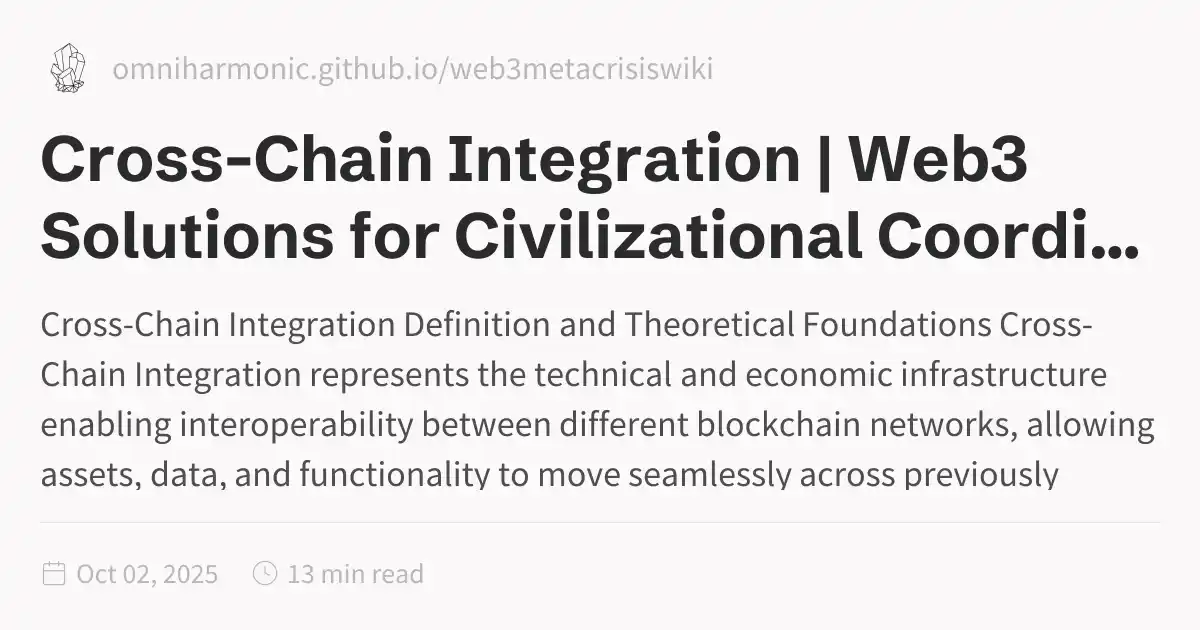 omniharmonic.github.io/web3metacrisiswiki
Cross-Chain Integration | Web3
Solutions for Civilizational Coordi...
Cross-Chain Integration Definition and Theoretical Foundations Cross-
Chain Integration represents the technical and economic infrastructure
enabling interoperability between different blockchain networks, allowing
assets, data, and functionality to move seamlessly across previously
Oct 02, 2025
13 min read